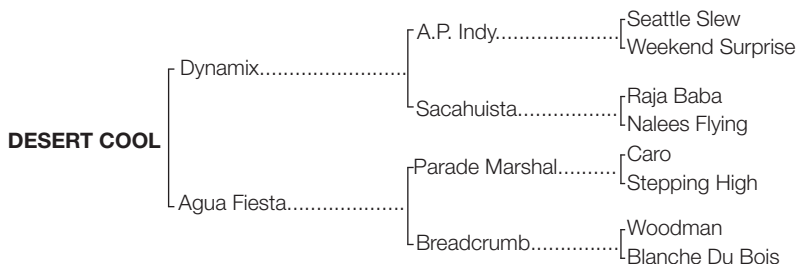 Seattle Slew
A.P. Indy......................
Weekend Surprise
Dynamix..........................
Raja Baba
Sacahuista..................
Nalees Flying
DESERT COOL
Caro
Parade Marshal..........
Stepping High
Agua Fiesta.....................
Woodman
Breadcrumb................
Blanche Du Bois